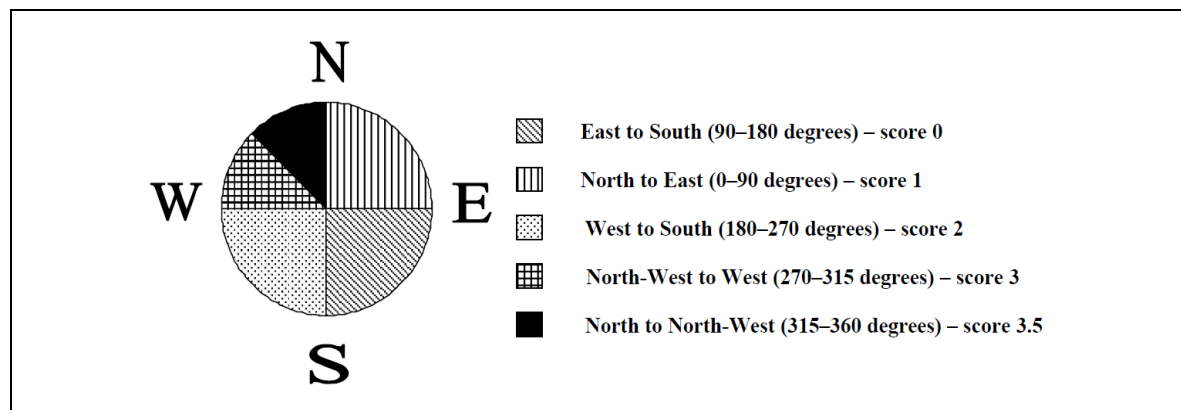 N
W
E
S
East to South (90–180 degrees) – score 0
North to East (0–90 degrees) – score 1
West to South (180–270 degrees) – score 2
North-West to West (270–315 degrees) – score 3
North to North-West (315–360 degrees) – score 3.5